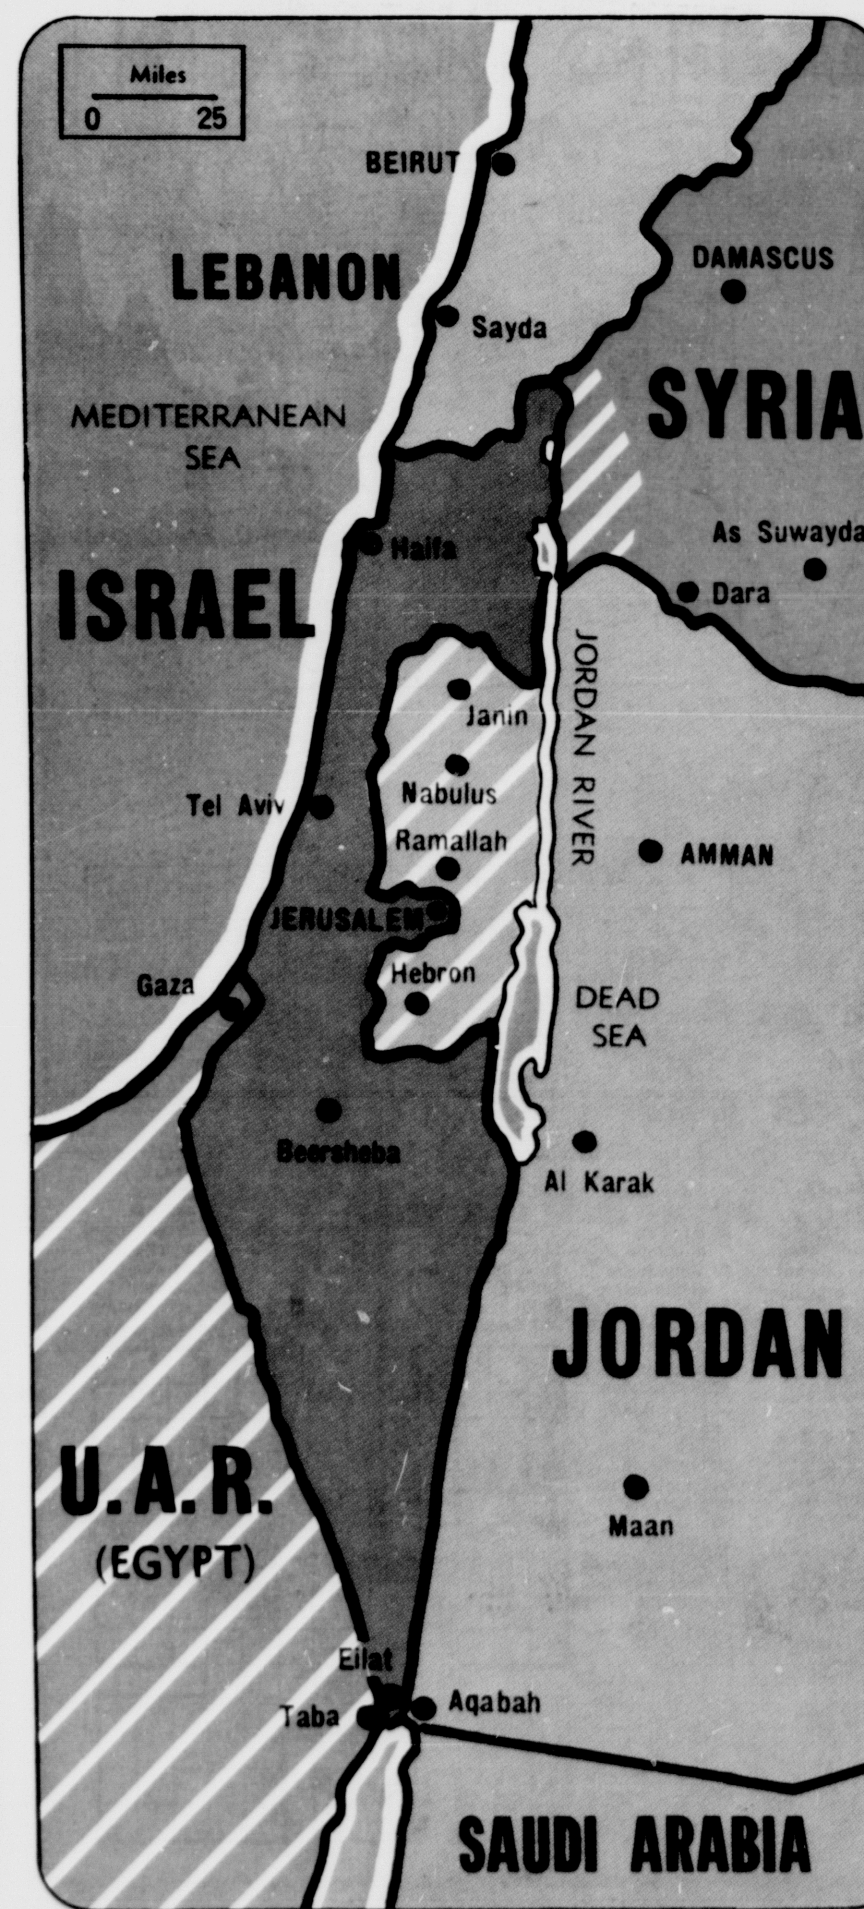 Miles
0 25
BEIRUT
LEBANON
DAMASCUS
Sayda
SYRIA
MEDITERRANEAN
SEA
As Suwayda
Haifa
ISRAEL
Dara
JORDAN RIVER
Janin
Nabulus
Tel Aviv
Ramallah
AMMAN
JERUSALEM
Hebron
Gaza
DEAD
SEA
Beersheba
Al Karak
JORDAN
U.A.R.
(EGYPT)
Maan
Eilat
Taba
Aqabah
SAUDI ARABIA